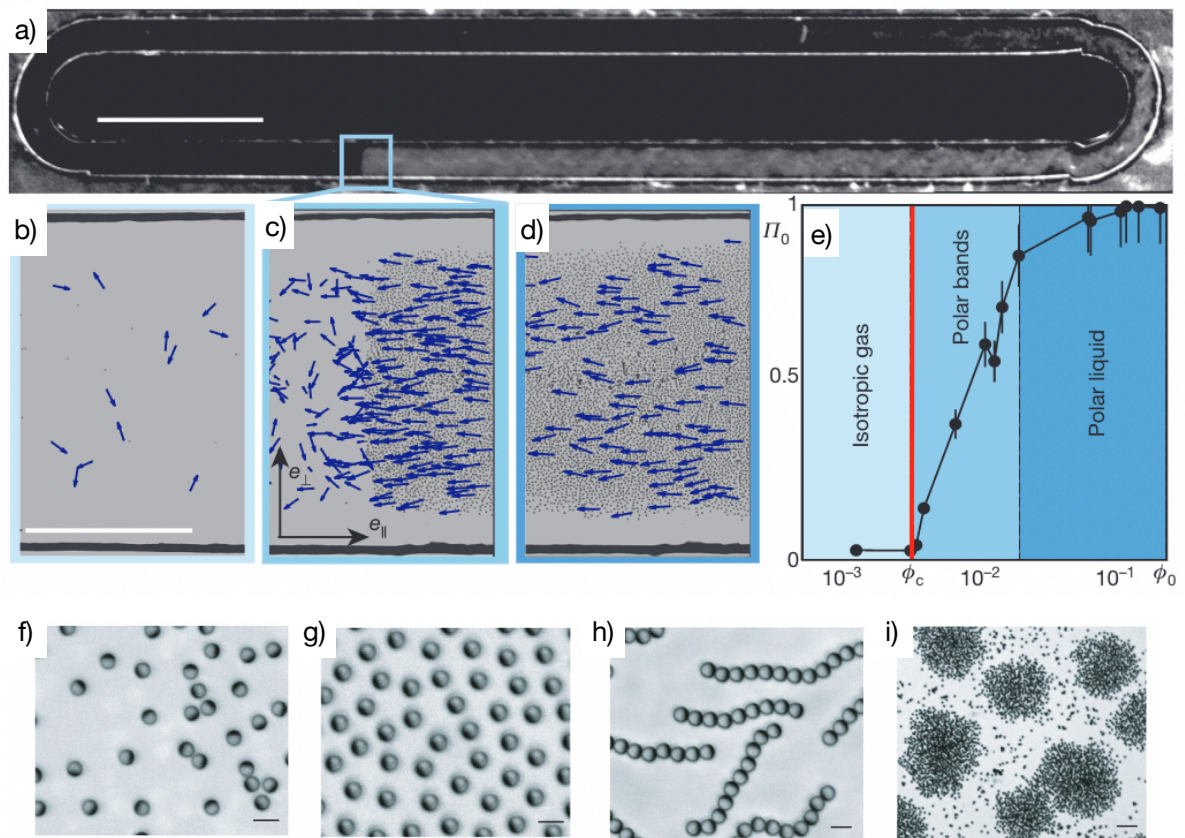 a)
b)
c)
e⊥
e∥
d)
e)
Π₀
1
0.5
0
Isotropic gas
Polar bands
Polar liquid
10⁻³
ϕc
10⁻²
10⁻¹
ϕ₀
f)
g)
h)
i)